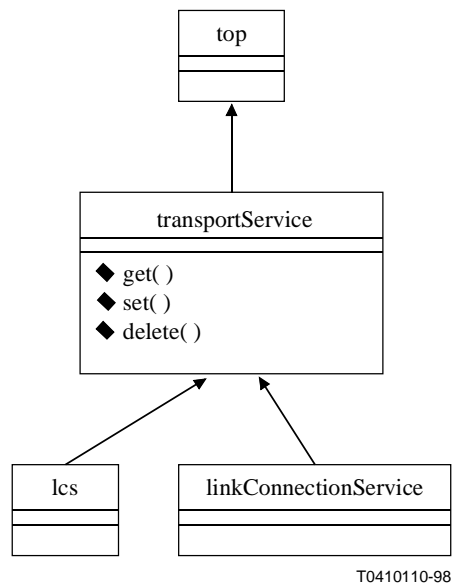 top
transportService
get( )
set( )
delete( )
lcs
linkConnectionService
T0410110-98